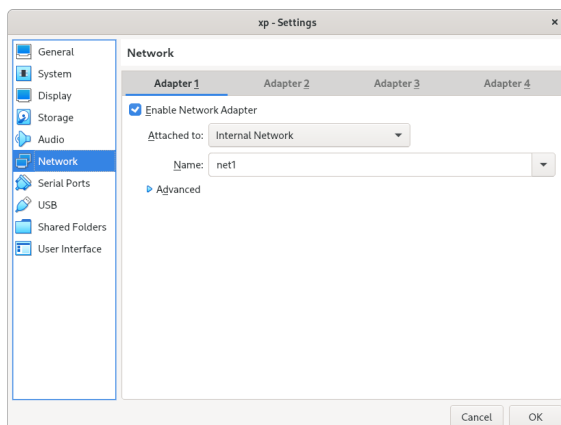 xp - Settings
General
System
Display
Storage
Audio
Network
Serial Ports
USB
Shared Folders
User Interface
Network
Adapter 1 Adapter 2 Adapter 3 Adapter 4
Enable Network Adapter
Attached to: Internal Network
Name: net1
Advanced
Cancel OK